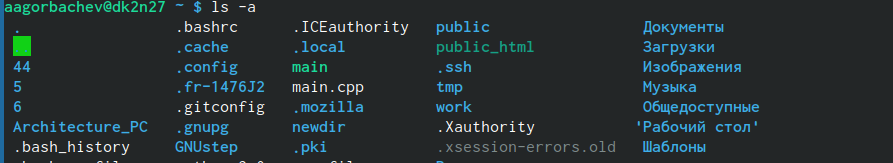 aagorbachev@dk2n27 ~ $ ls -a
. .bashrc .ICEauthority public Документы
.cache .local public_html Загрузки
44 .config main .ssh Изображения
5 .fr-1476J2 main.cpp tmp Музыка
6 .gitconfig .mozilla work Общедоступные
Architecture_PC .gnupg newdir .Xauthority 'Рабочий стол'
.bash_history GNUstep .pki .xsession-errors.old Шаблоны